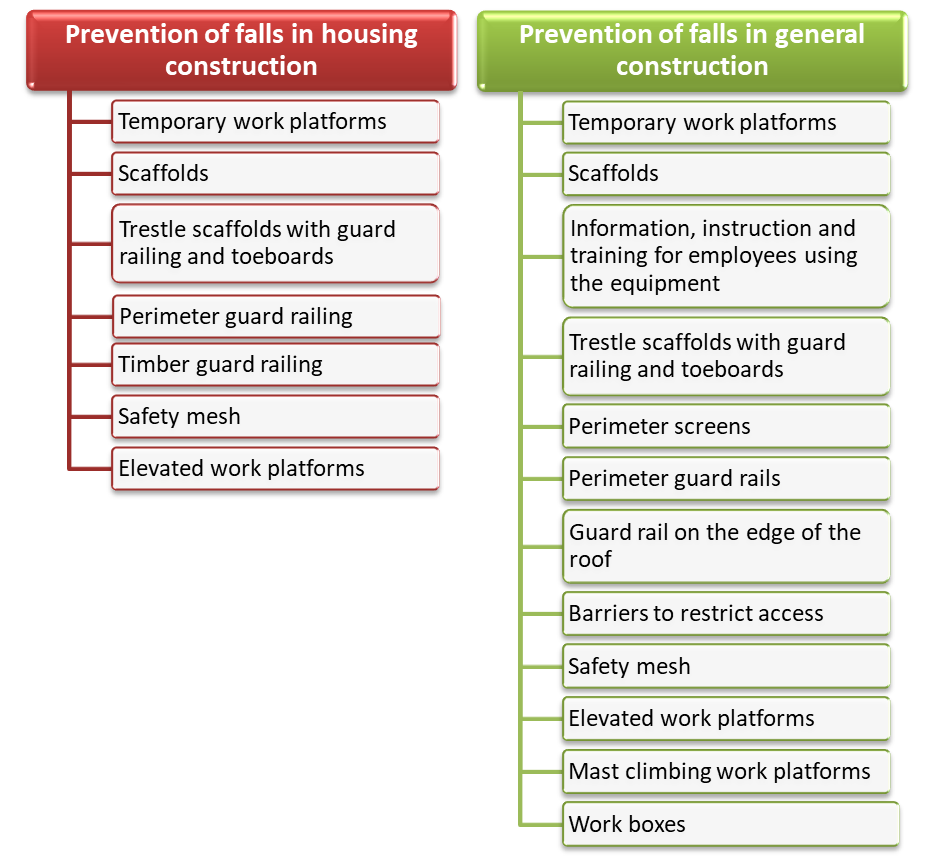 Prevention of falls in housing
construction
Temporary work platforms
Scaffolds
Trestle scaffolds with guard
railing and toeboards
Perimeter guard railing
Timber guard railing
Safety mesh
Elevated work platforms
Prevention of falls in general
construction
Temporary work platforms
Scaffolds
Information, instruction and
training for employees using
the equipment
Trestle scaffolds with guard
railing and toeboards
Perimeter screens
Perimeter guard rails
Guard rail on the edge of the
roof
Barriers to restrict access
Safety mesh
Elevated work platforms
Mast climbing work platforms
Work boxes